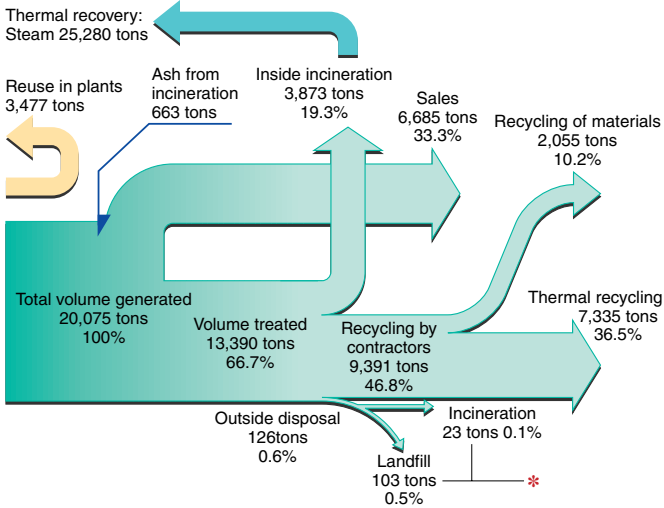 Thermal recovery:
Steam 25,280 tons
Reuse in plants
3,477 tons
Ash from
incineration
663 tons
Inside incineration
3,873 tons
19.3%
Sales
6,685 tons
33.3%
Recycling of materials
2,055 tons
10.2%
Total volume generated
20,075 tons
100%
Volume treated
13,390 tons
66.7%
Recycling by
contractors
9,391 tons
46.8%
Thermal recycling
7,335 tons
36.5%
Outside disposal
126tons
0.6%
Incineration
23 tons 0.1%
Landfill
103 tons
0.5%
*